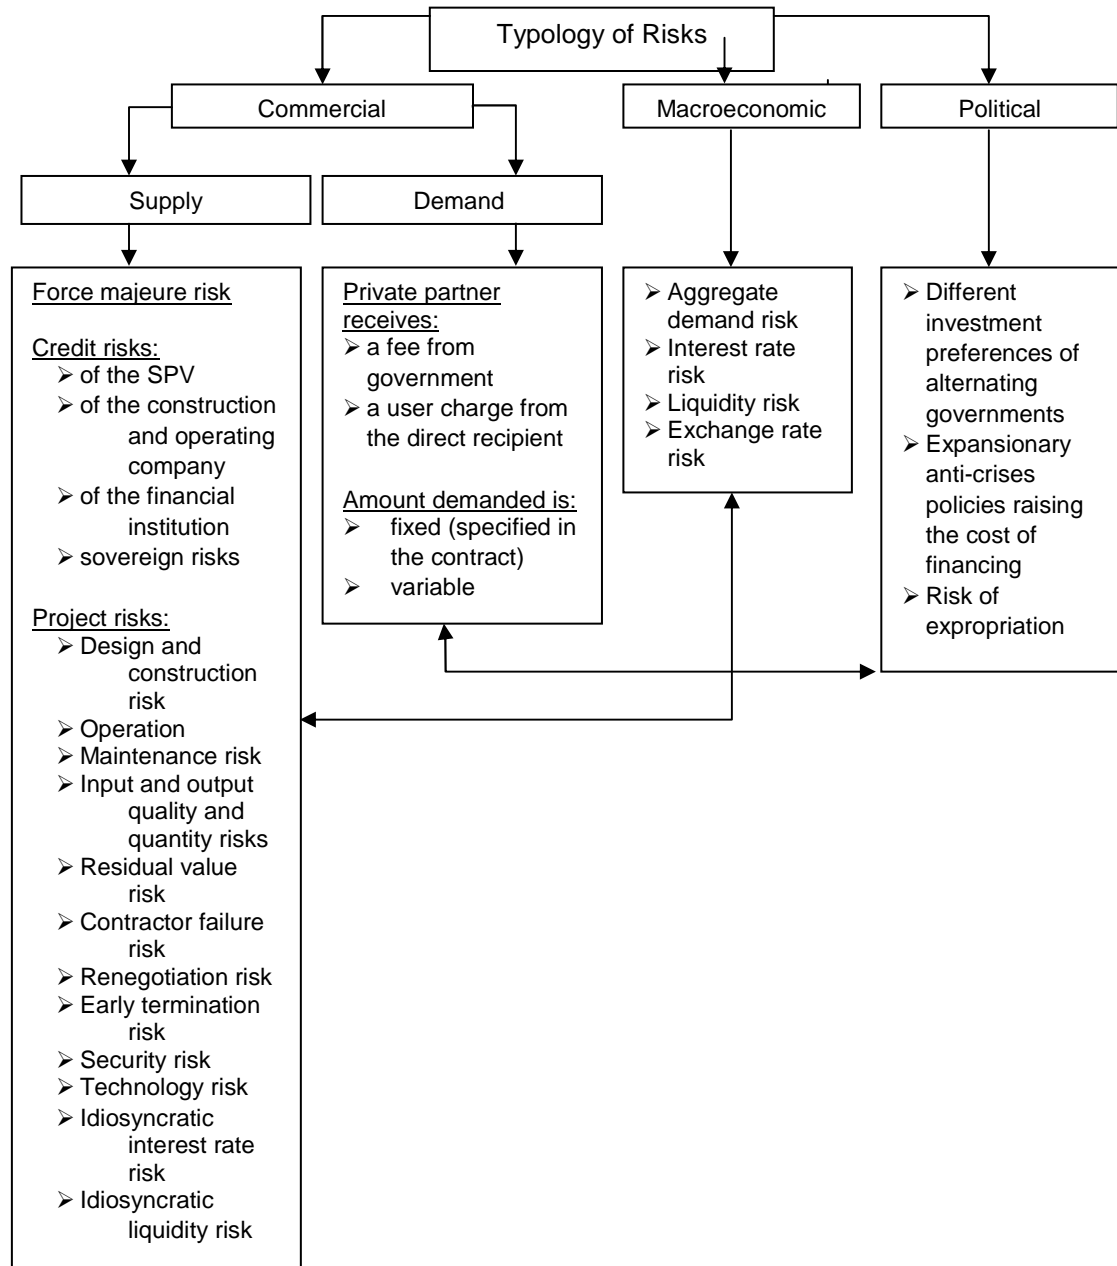 Typology of Risks
Commercial
Macroeconomic
Political
Supply
Demand
Force majeure risk
Credit risks:
➢ of the SPV
➢ of the construction
and operating
company
➢ of the financial
institution
➢ sovereign risks
Project risks:
➢ Design and
construction
risk
➢ Operation
➢ Maintenance risk
➢ Input and output
quality and
quantity risks
➢ Residual value
risk
➢ Contractor failure
risk
➢ Renegotiation risk
➢ Early termination
risk
➢ Security risk
➢ Technology risk
➢ Idiosyncratic
interest rate
risk
➢ Idiosyncratic
liquidity risk
Private partner
receives:
➢ a fee from
government
➢ a user charge from
the direct recipient
Amount demanded is:
➢ fixed (specified in
the contract)
➢ variable
➢ Aggregate
demand risk
➢ Interest rate
risk
➢ Liquidity risk
➢ Exchange rate
risk
➢ Different
investment
preferences of
alternating
governments
➢ Expansionary
anti-crises
policies raising
the cost of
financing
➢ Risk of
expropriation